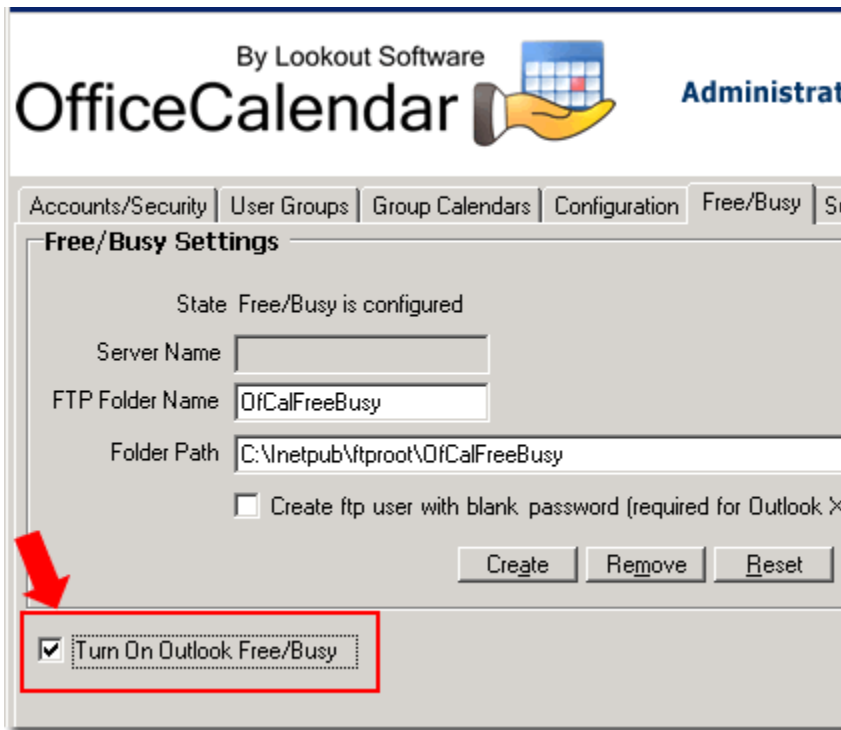 By Lookout Software
OfficeCalendar
Administrat
Accounts/Security User Groups Group Calendars Configuration Free/Busy
Free/Busy Settings
State Free/Busy is configured
Server Name
FTP Folder Name OfCalFreeBusy
Folder Path C:\Inetpub\ftproot\OfCalFreeBusy
Create ftp user with blank password (required for Outlook X
Create Remove Reset
Turn On Outlook Free/Busy